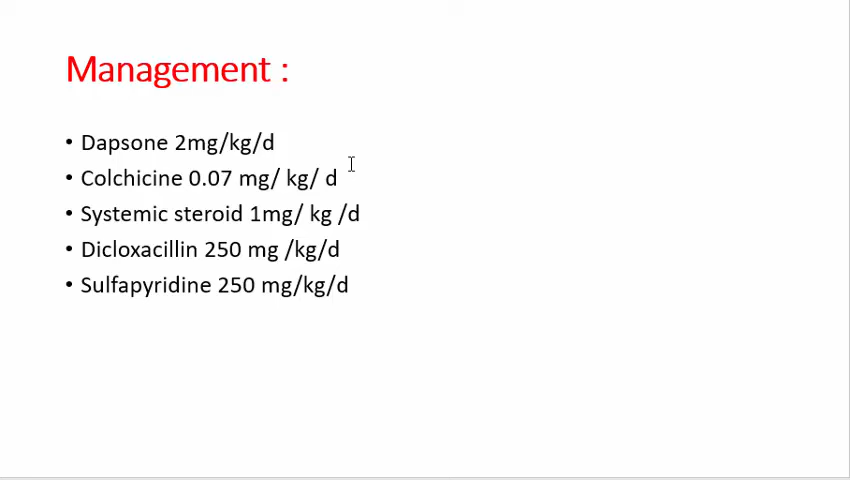 Management :
• Dapsone 2mg/kg/d
• Colchicine 0.07 mg/ kg/ d
• Systemic steroid 1mg/ kg /d
• Dicloxacillin 250 mg /kg/d
• Sulfapyridine 250 mg/kg/d